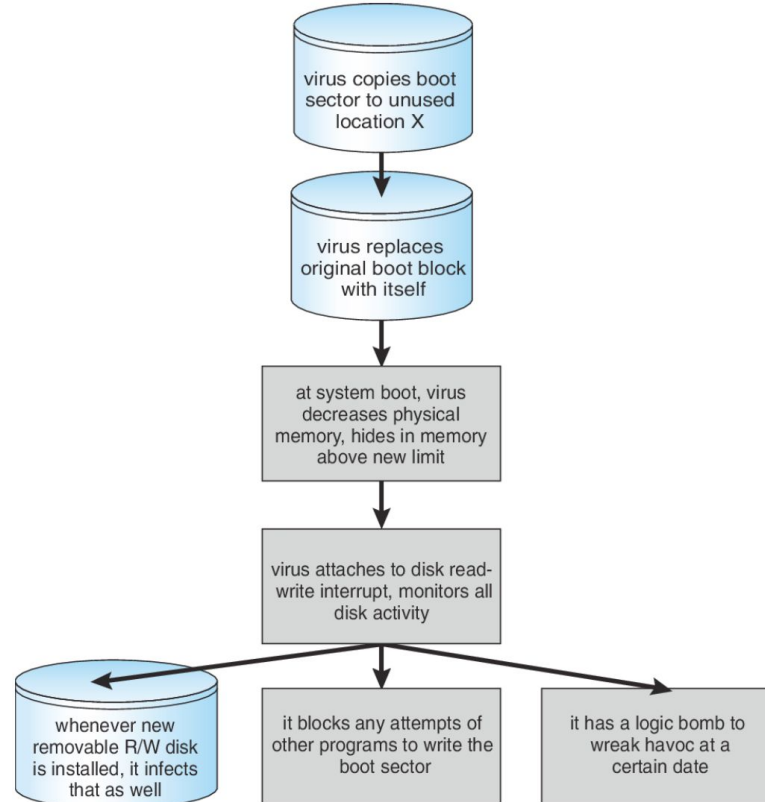 virus copies boot
sector to unused
location X
virus replaces
original boot block
with itself
at system boot, virus
decreases physical
memory, hides in memory
above new limit
virus attaches to disk read-
write interrupt, monitors all
disk activity
whenever new
removable R/W disk
is installed, it infects
that as well
it blocks any attempts of
other programs to write the
boot sector
it has a logic bomb to
wreak havoc at a
certain date